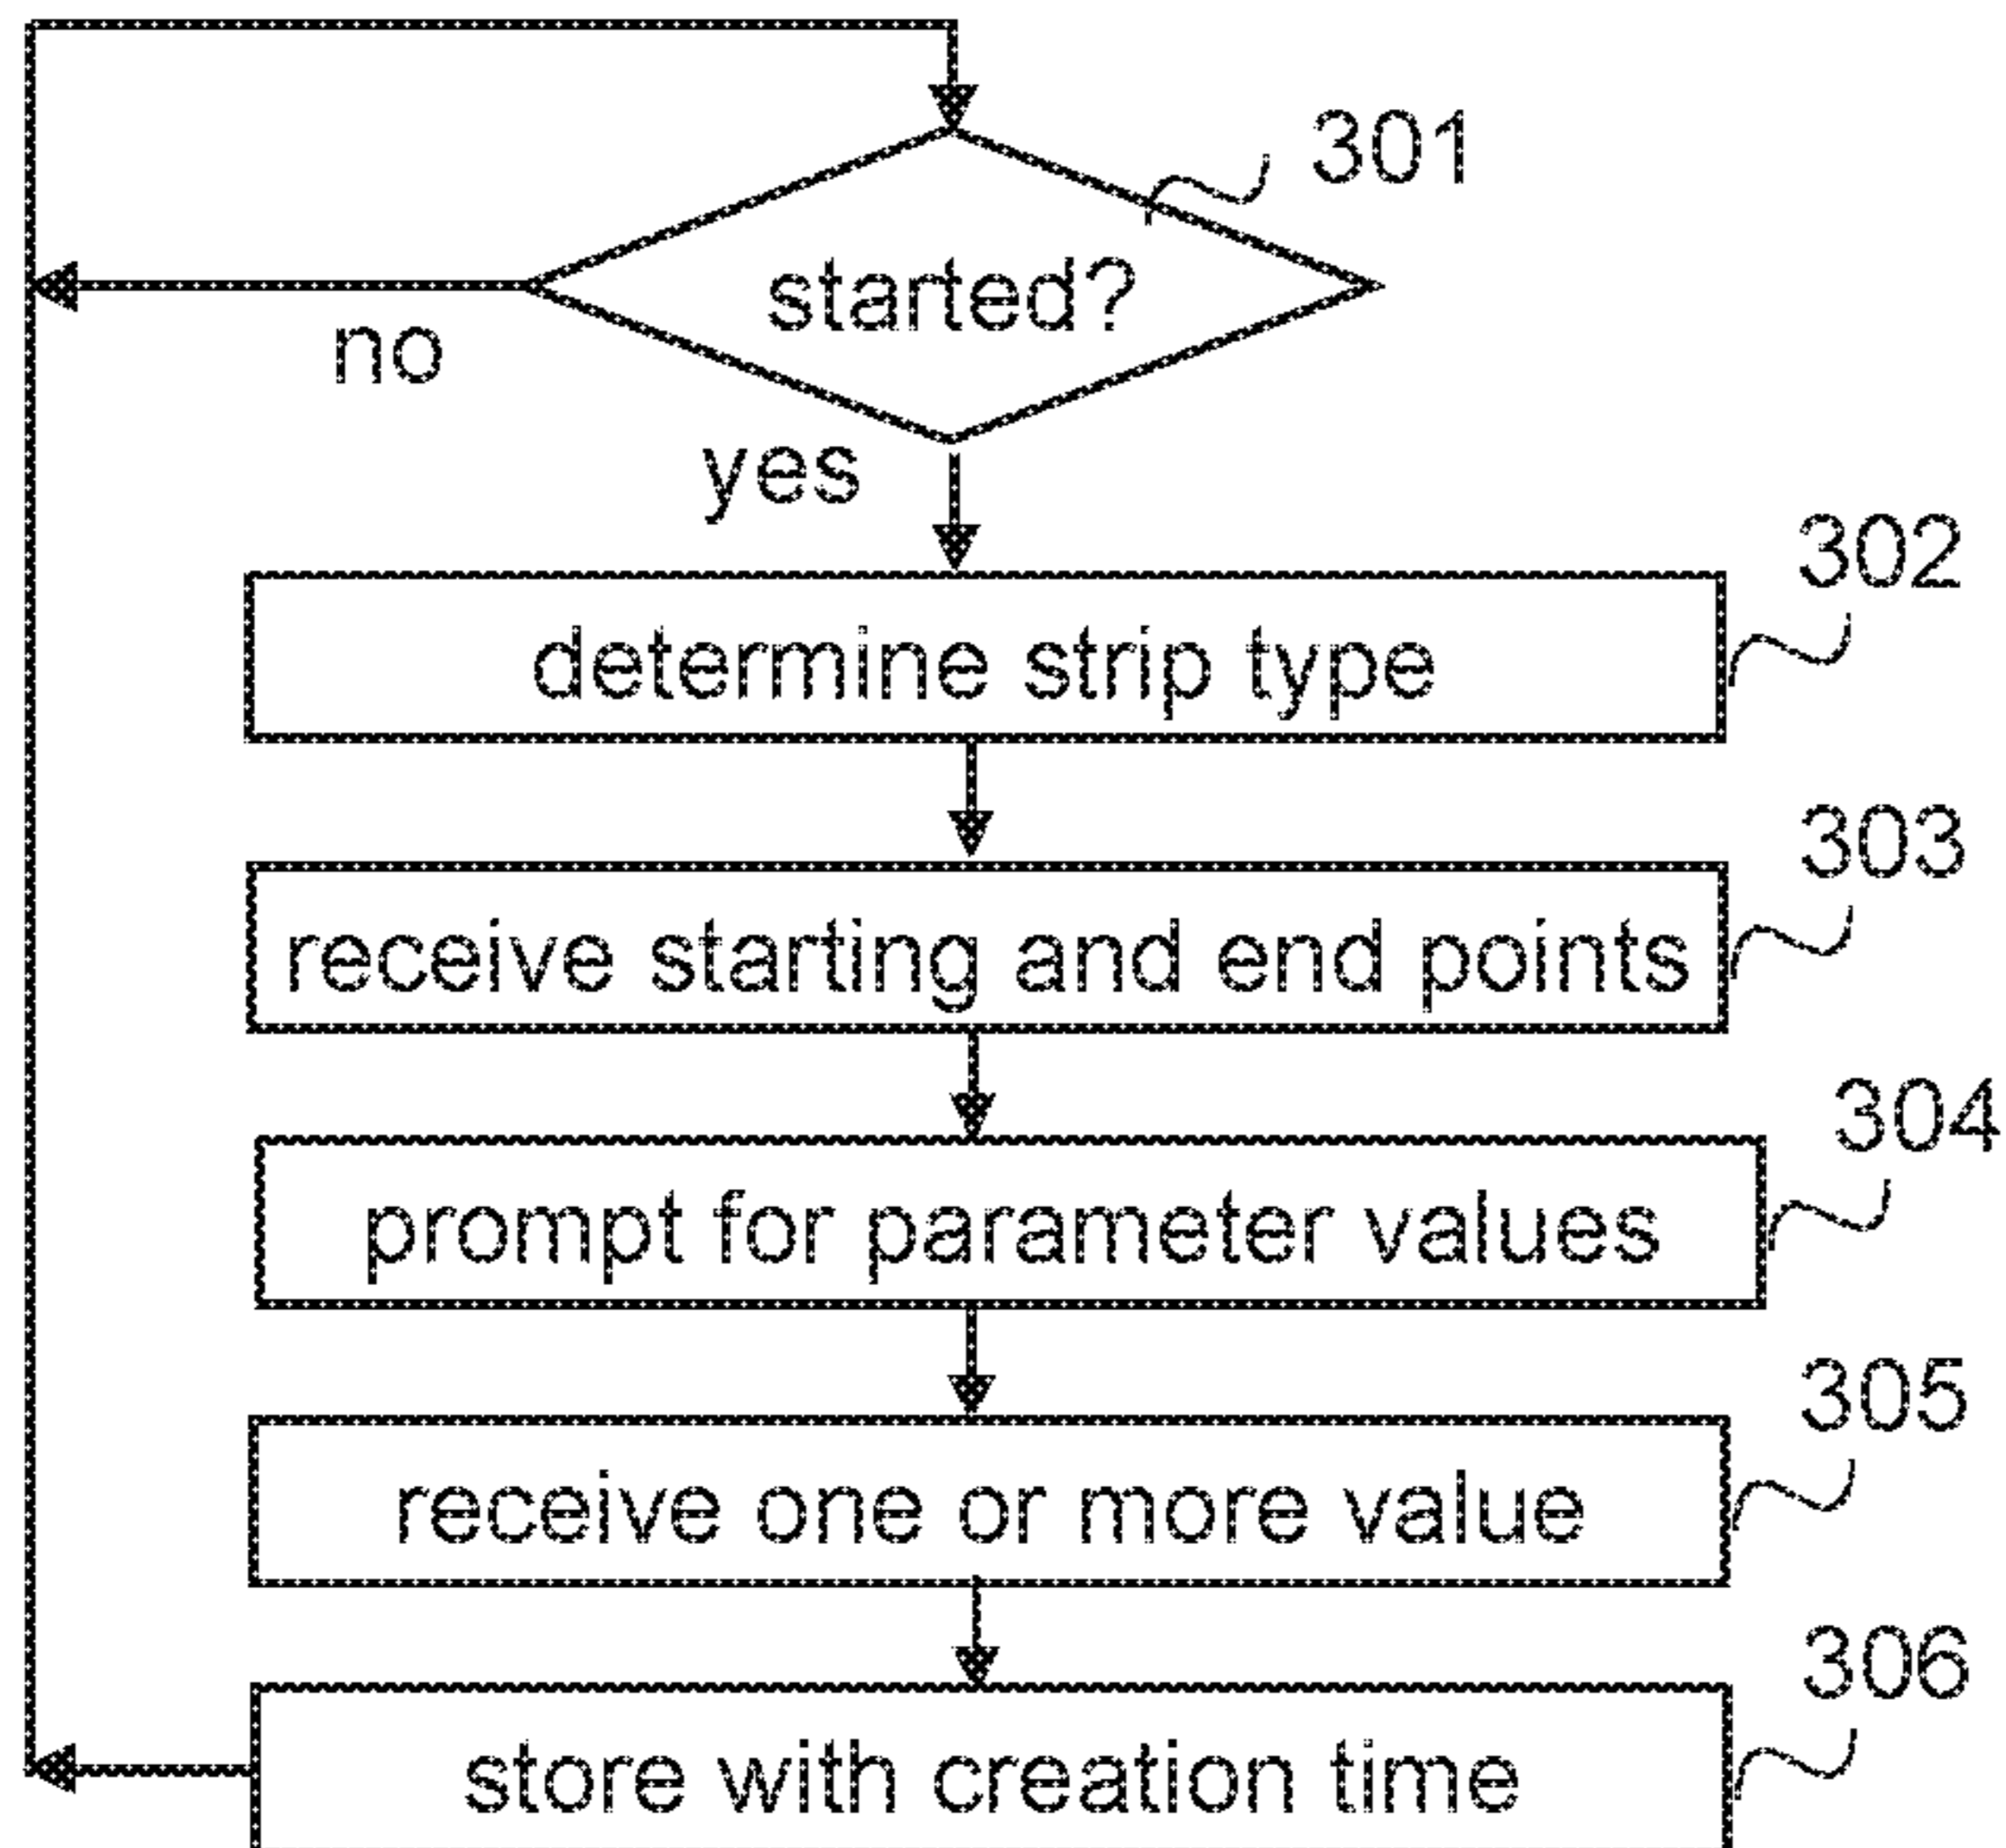 301
started?
no
yes
302
determine strip type
303
receive starting and end points
304
prompt for parameter values
305
receive one or more value
306
store with creation time